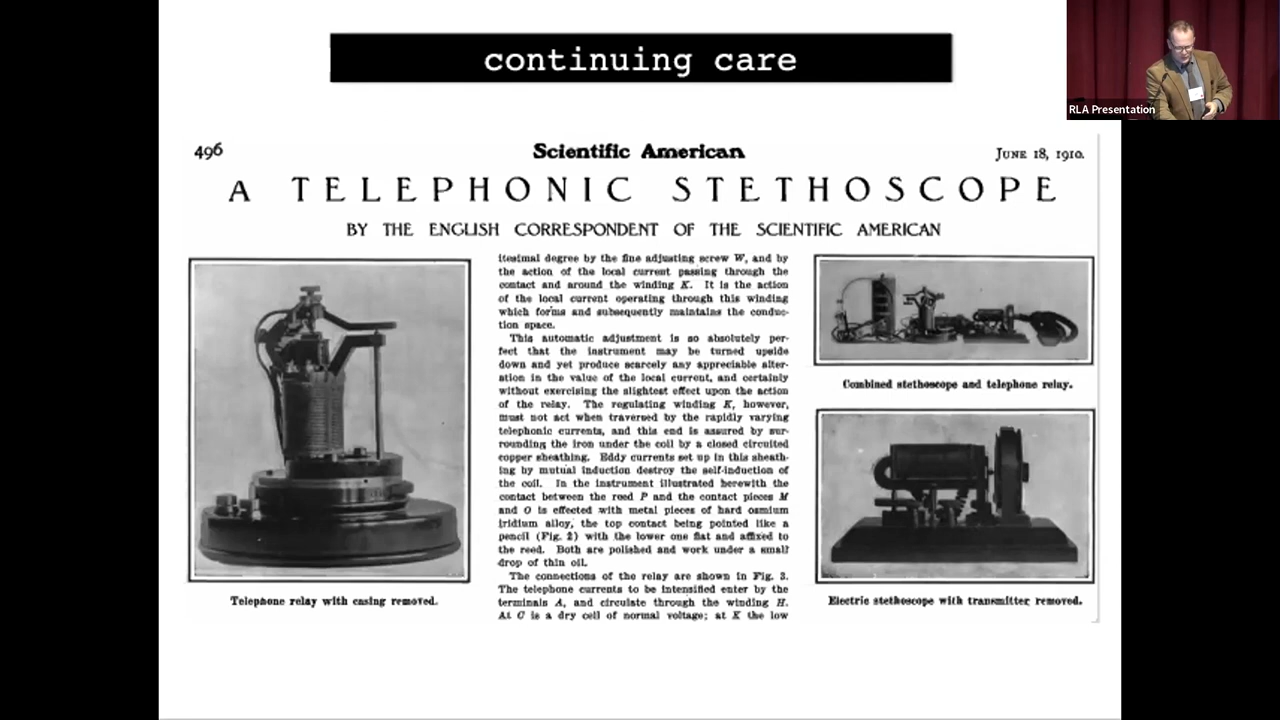 continuing care
RLA Presentation
496
Scientific American
JUNE 18, 1910.
A TELEPHONIC STETHOSCOPE
BY THE ENGLISH CORRESPONDENT OF THE SCIENTIFIC AMERICAN
itesimal degree by the fine adjusting screw W, and by
the action of the local current passing through the
contact and around the winding K. It is the action
of the local current operating through this winding
which forms and subsequently maintains the conduc-
tion space.
This automatic adjustment is so absolutely per-
fect that the instrument may be turned upside
down and yet produce scarcely any appreciable alter-
ation in the value of the local current, and certainly
without exercising the slightest effect upon the action
of the relay. The regulating winding K, however,
must not act when traversed by the rapidly varying
telephonic currents, and this end is assured by sur-
rounding the iron under the coil by a closed circuited
copper sheathing. Eddy currents set up in this sheath-
ing by mutual induction destroy the self-induction of
the coil. In the instrument illustrated herewith the
contact between the reed P and the contact pieces M
and O is effected with metal pieces of hard osmium
iridium alloy, the top contact being pointed like a
pencil (Fig. 2) with the lower one flat and affixed to
the reed. Both are polished and work under a small
drop of thin oil.
The connections of the relay are shown in Fig. 3.
The telephone currents to be intensified enter by the
terminals A, and circulate through the winding H.
At C is a dry cell of normal voltage; at K the low
Telephone relay with casing removed.
Combined stethoscope and telephone relay.
Electric stethoscope with transmitter removed.